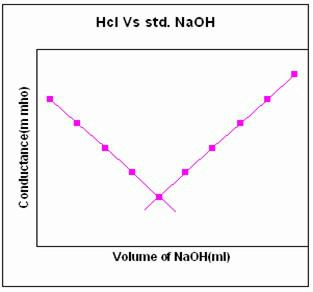 Hcl Vs std. NaOH
Conductance(m mho)
Volume of NaOH(ml)